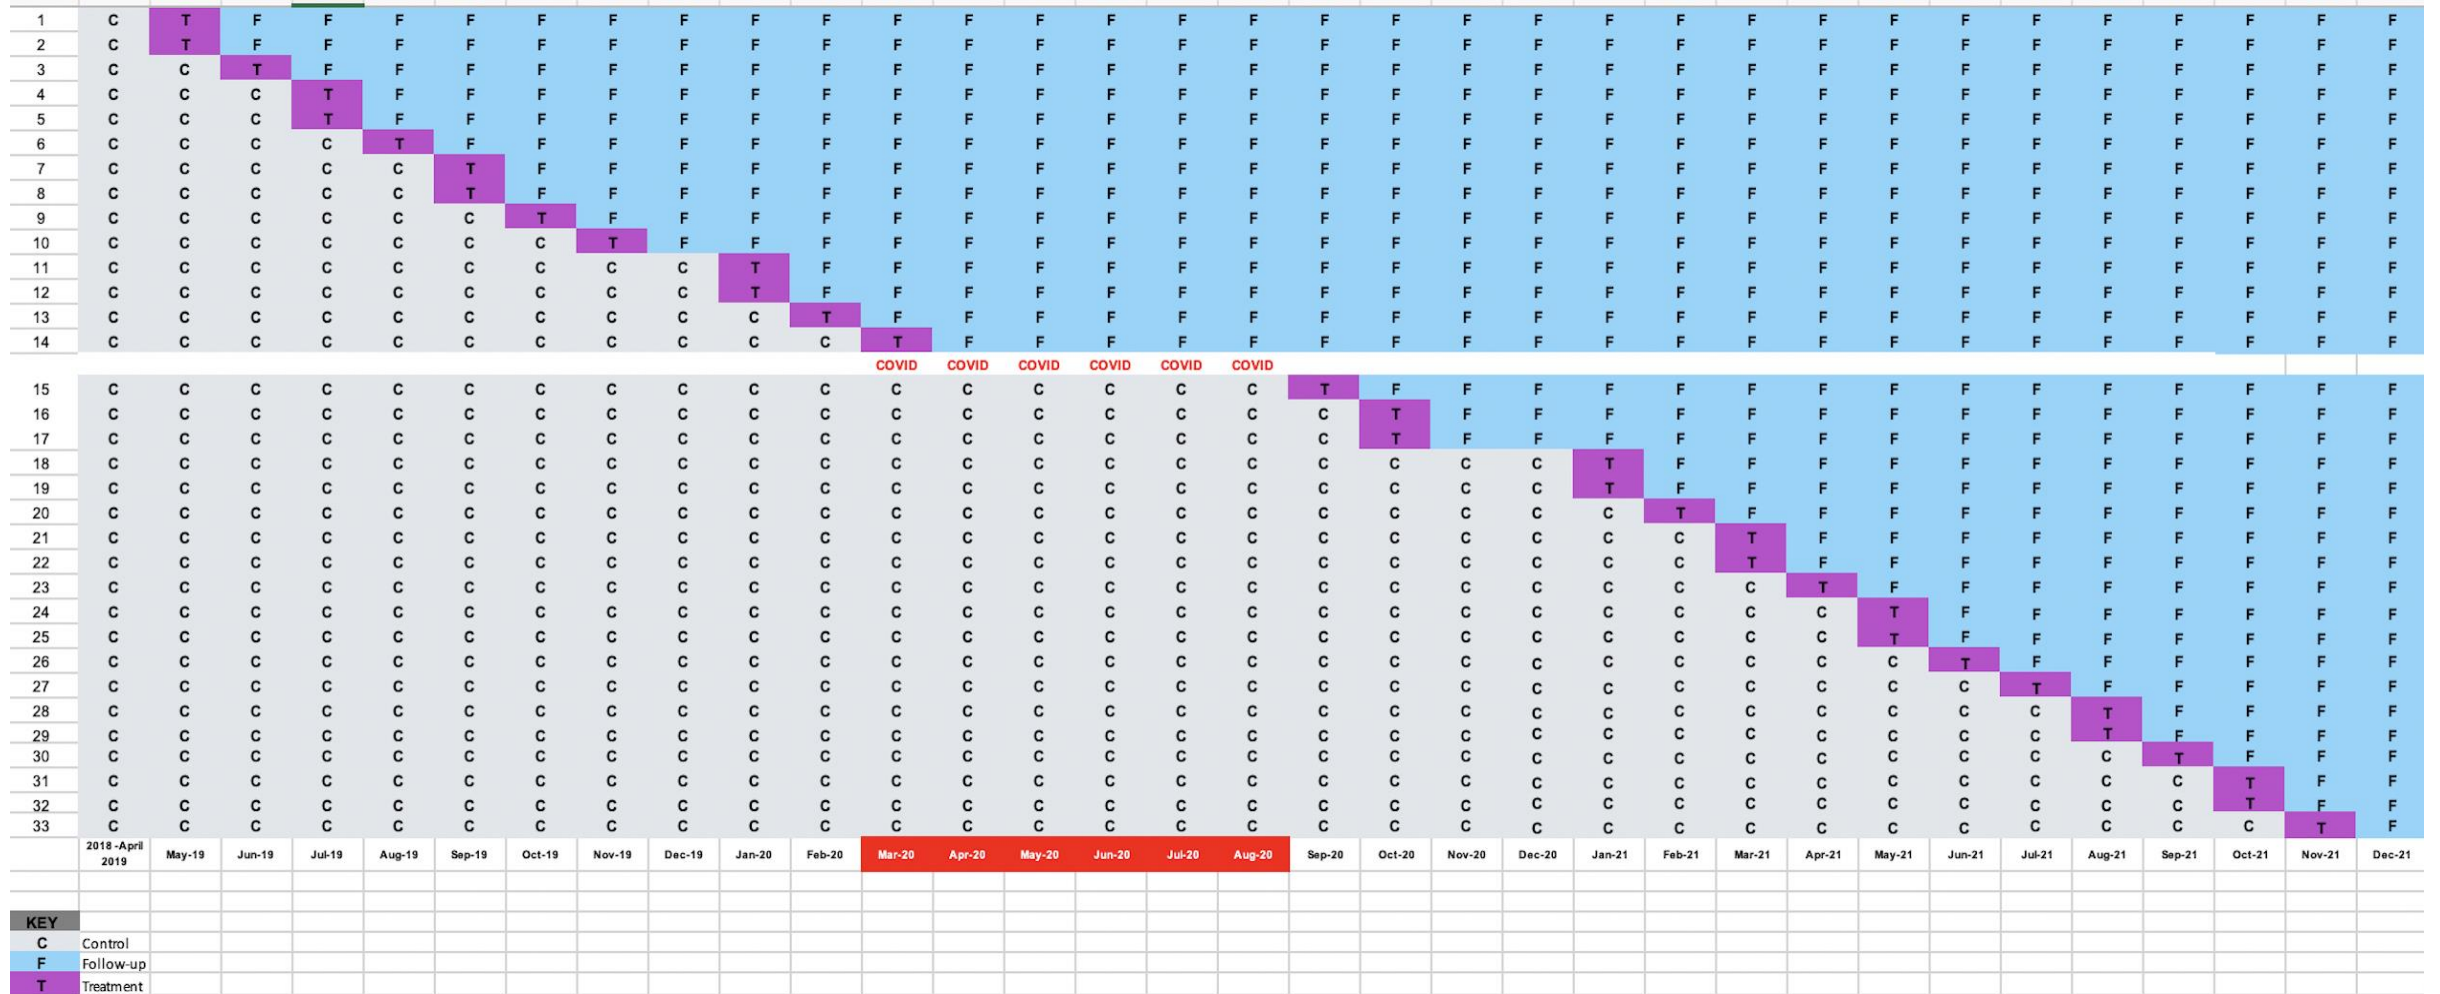 1 C T F F F F F F F F F F F F F F F F F F F F F F F F F F F F F F F
2 C T F F F F F F F F F F F F F F F F F F F F F F F F F F F F F F F
3 C C T F F F F F F F F F F F F F F F F F F F F F F F F F F F F F F
4 C C C T F F F F F F F F F F F F F F F F F F F F F F F F F F F F F
5 C C C T F F F F F F F F F F F F F F F F F F F F F F F F F F F F F
6 C C C C T F F F F F F F F F F F F F F F F F F F F F F F F F F F F
7 C C C C C T F F F F F F F F F F F F F F F F F F F F F F F F F F F
8 C C C C C T F F F F F F F F F F F F F F F F F F F F F F F F F F F
9 C C C C C C T F F F F F F F F F F F F F F F F F F F F F F F F F F
10 C C C C C C C T F F F F F F F F F F F F F F F F F F F F F F F F F
11 C C C C C C C C C T F F F F F F F F F F F F F F F F F F F F F F F
12 C C C C C C C C C T F F F F F F F F F F F F F F F F F F F F F F F
13 C C C C C C C C C C T F F F F F F F F F F F F F F F F F F F F F F
14 C C C C C C C C C C C T F F F F F F F F F F F F F F F F F F F F F
COVID COVID COVID COVID COVID COVID
15 C C C C C C C C C C C C C C C C C T F F F F F F F F F F F F F F F
16 C C C C C C C C C C C C C C C C C C T F F F F F F F F F F F F F F
17 C C C C C C C C C C C C C C C C C C T F F F F F F F F F F F F F F
18 C C C C C C C C C C C C C C C C C C C C C T F F F F F F F F F F F
19 C C C C C C C C C C C C C C C C C C C C C T F F F F F F F F F F F
20 C C C C C C C C C C C C C C C C C C C C C C T F F F F F F F F F F
21 C C C C C C C C C C C C C C C C C C C C C C C T F F F F F F F F F
22 C C C C C C C C C C C C C C C C C C C C C C C T F F F F F F F F F
23 C C C C C C C C C C C C C C C C C C C C C C C C T F F F F F F F F
24 C C C C C C C C C C C C C C C C C C C C C C C C C T F F F F F F F
25 C C C C C C C C C C C C C C C C C C C C C C C C C T F F F F F F F
26 C C C C C C C C C C C C C C C C C C C C C C C C C C T F F F F F F
27 C C C C C C C C C C C C C C C C C C C C C C C C C C C T F F F F F
28 C C C C C C C C C C C C C C C C C C C C C C C C C C C C T F F F F
29 C C C C C C C C C C C C C C C C C C C C C C C C C C C C T F F F F
30 C C C C C C C C C C C C C C C C C C C C C C C C C C C C C T F F F
31 C C C C C C C C C C C C C C C C C C C C C C C C C C C C C C T F F
32 C C C C C C C C C C C C C C C C C C C C C C C C C C C C C C T F F
33 C C C C C C C C C C C C C C C C C C C C C C C C C C C C C C C T F
2018 -April 2019 May-19 Jun-19 Jul-19 Aug-19 Sep-19 Oct-19 Nov-19 Dec-19 Jan-20 Feb-20 Mar-20 Apr-20 May-20 Jun-20 Jul-20 Aug-20 Sep-20 Oct-20 Nov-20 Dec-20 Jan-21 Feb-21 Mar-21 Apr-21 May-21 Jun-21 Jul-21 Aug-21 Sep-21 Oct-21 Nov-21 Dec-21
KEY
C Control
F Follow-up
T Treatment